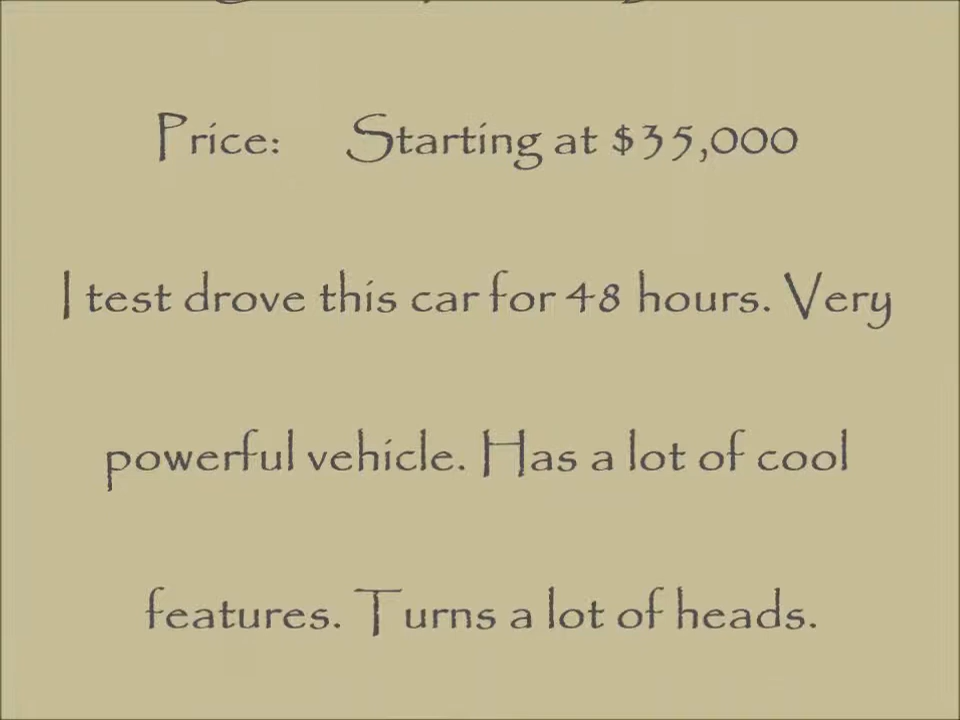 Price: Starting at $35,000
I test drove this car for 48 hours. Very
powerful vehicle. Has a lot of cool
features. Turns a lot of heads.